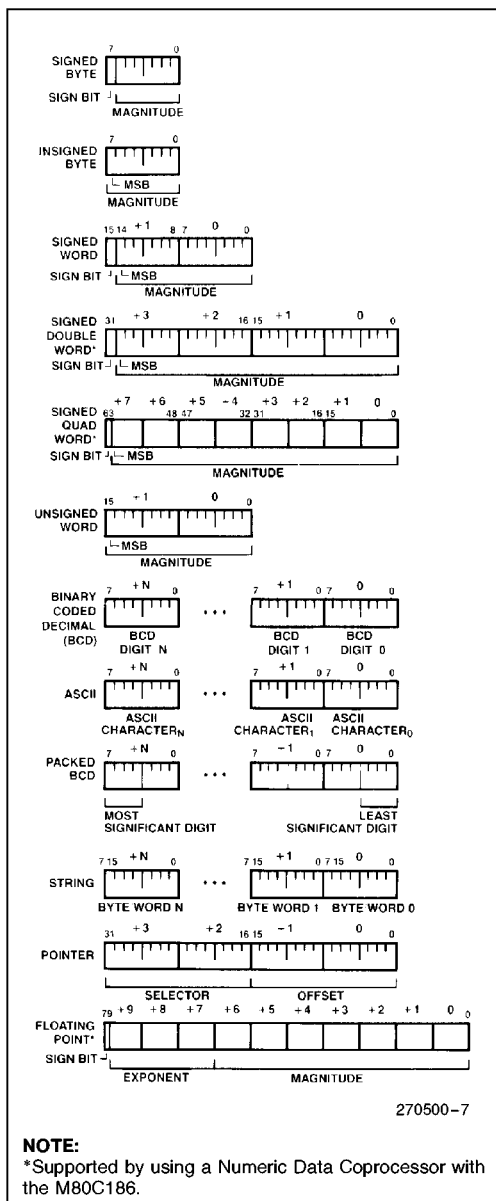 7 0
SIGNED
BYTE
SIGN BIT
MAGNITUDE
7 0
INSIGNED
BYTE
MSB
MAGNITUDE
15 14 +1 8 7 0 0
SIGNED
WORD
SIGN BIT MSB
MAGNITUDE
31 +3 +2 16 15 +1 0 0
SIGNED
DOUBLE
WORD*
SIGN BIT MSB
MAGNITUDE
+7 +6 +5 -4 +3 +2 +1 0
63 48 47 32 31 16 15 0
SIGNED
QUAD
WORD*
SIGN BIT MSB
MAGNITUDE
15 +1 0 0
UNSIGNED
WORD
MSB
MAGNITUDE
7 +N 0 7 +1 0 7 0 0
BINARY
CODED
DECIMAL
(BCD)
...
BCD BCD BCD
DIGIT N DIGIT 1 DIGIT 0
7 +N 0 7 +1 0 7 0 0
ASCII ...
ASCII ASCII ASCII
CHARACTERN CHARACTER1 CHARACTER0
7 +N 0 7 -1 0 7 0 0
PACKED
BCD
...
MOST LEAST
SIGNIFICANT DIGIT SIGNIFICANT DIGIT
7 15 +N 0 7 15 +1 0 7 15 0 0
STRING ...
BYTE WORD N BYTE WORD 1 BYTE WORD 0
31 +3 +2 16 15 -1 0 0
POINTER
SELECTOR OFFSET
79 +9 +8 +7 +6 +5 +4 +3 +2 +1 0 0
FLOATING
POINT*
SIGN BIT
EXPONENT MAGNITUDE
270500-7
NOTE:
*Supported by using a Numeric Data Coprocessor with
the M80C186.